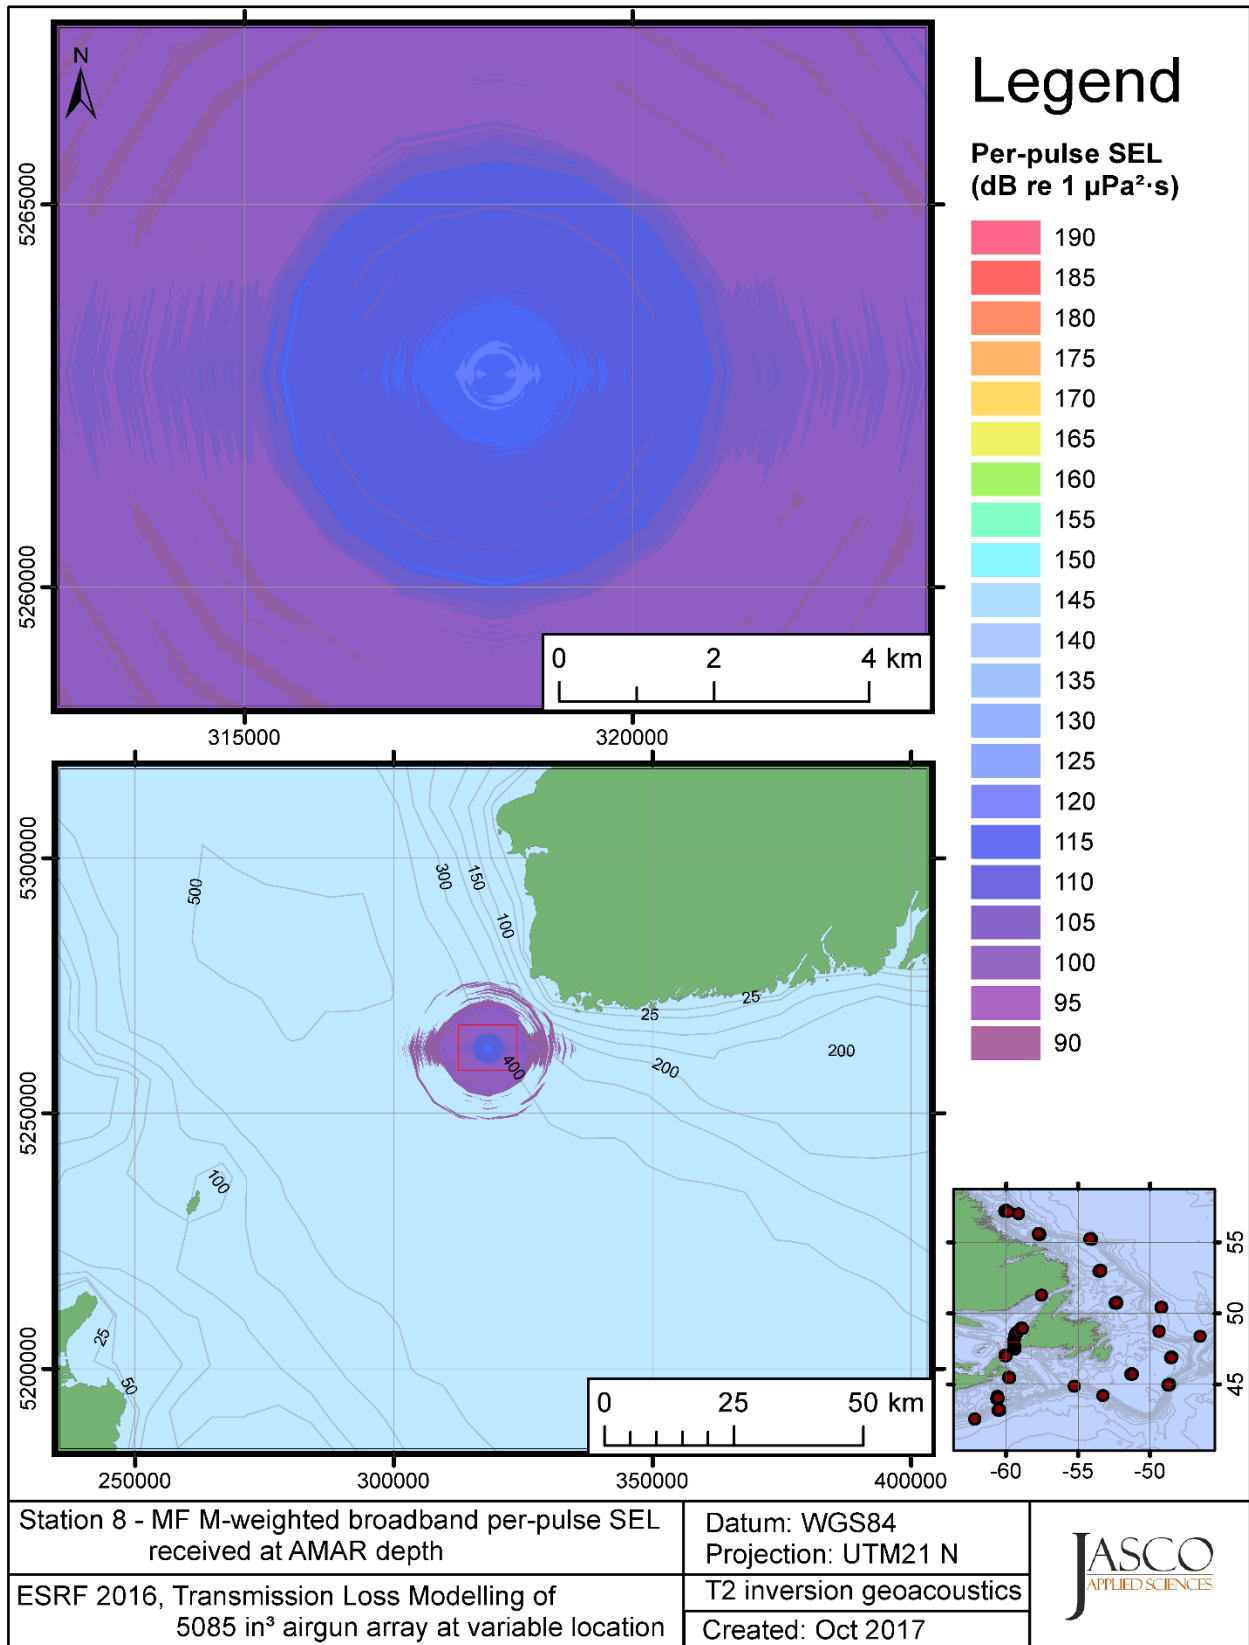 N
5265000
5260000
0 2 4 km
315000 320000
Legend
Per-pulse SEL
(dB re 1 µPa²·s)
190
185
180
175
170
165
160
155
150
145
140
135
130
125
120
115
110
105
100
95
90
5300000
5250000
5200000
500
300
150
100
25
25
200
200
400
100
25
50
0 25 50 km
250000 300000 350000 400000
55
50
45
-60 -55 -50
Station 8 - MF M-weighted broadband per-pulse SEL
received at AMAR depth
ESRF 2016, Transmission Loss Modelling of
5085 in³ airgun array at variable location
Datum: WGS84
Projection: UTM21 N
T2 inversion geoacoustics
Created: Oct 2017
JASCO
APPLIED SCIENCES